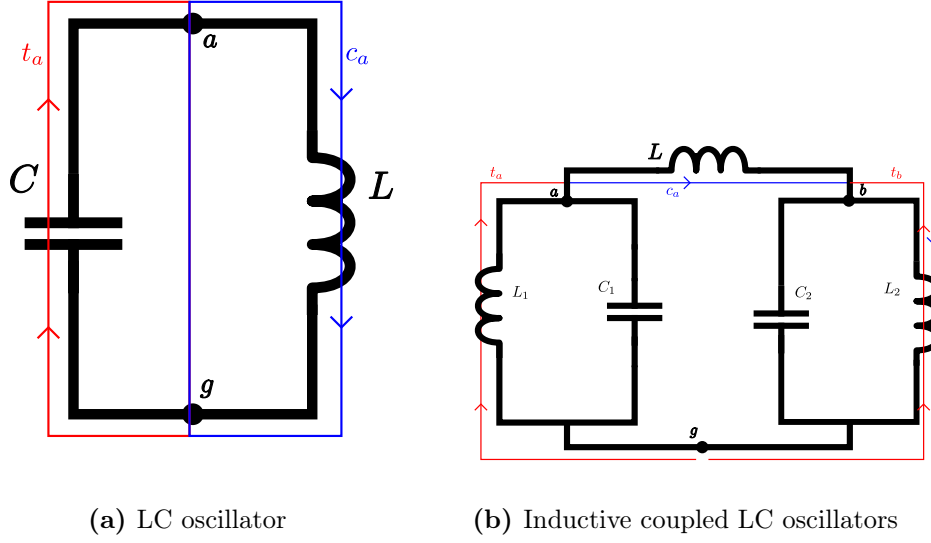 a
t_a
c_a
C
L
g
L
t_a
t_b
a
c_a
b
L_1
C_1
C_2
L_2
g
(a) LC oscillator
(b) Inductive coupled LC oscillators